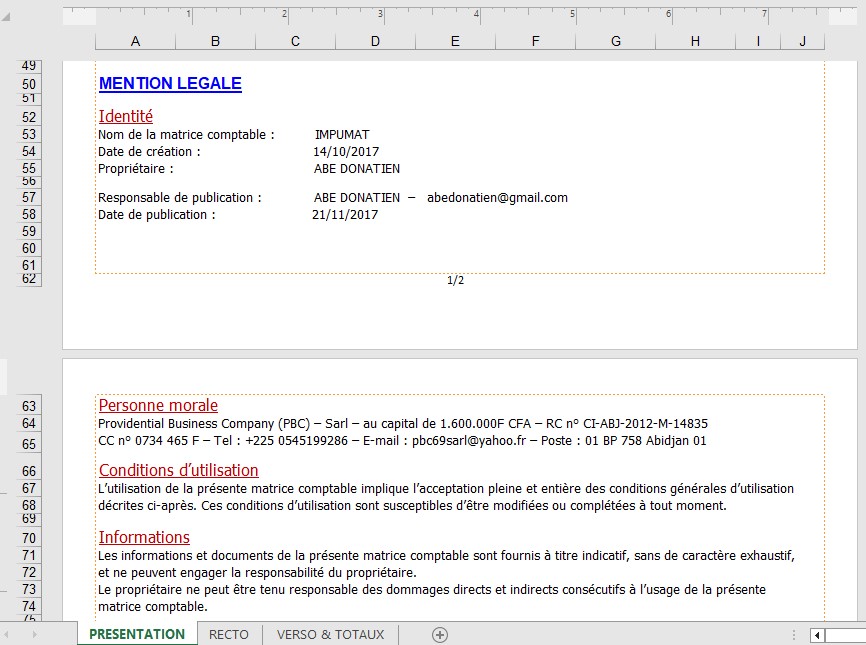 1 2 3 4 5 6 7
A B C D E F G H I J
49
50 MENTION LEGALE
51
52 Identité
53 Nom de la matrice comptable : IMPUMAT
54 Date de création : 14/10/2017
55 Propriétaire : ABE DONATIEN
56
57 Responsable de publication : ABE DONATIEN – abedonatien@gmail.com
58 Date de publication : 21/11/2017
59
60
61
62
1/2
63 Personne morale
64 Providential Business Company (PBC) – Sarl – au capital de 1.600.000F CFA – RC n° CI-ABJ-2012-M-14835
65 CC n° 0734 465 F – Tel : +225 0545199286 – E-mail : pbc69sarl@yahoo.fr – Poste : 01 BP 758 Abidjan 01
66 Conditions d’utilisation
67 L’utilisation de la présente matrice comptable implique l’acceptation pleine et entière des conditions générales d’utilisation
68 décrites ci-après. Ces conditions d’utilisation sont susceptibles d’être modifiées ou complétées à tout moment.
69
70 Informations
71 Les informations et documents de la présente matrice comptable sont fournis à titre indicatif, sans de caractère exhaustif,
72 et ne peuvent engager la responsabilité du propriétaire.
73 Le propriétaire ne peut être tenu responsable des dommages directs et indirects consécutifs à l’usage de la présente
74 matrice comptable.
75
PRESENTATION RECTO VERSO & TOTAUX